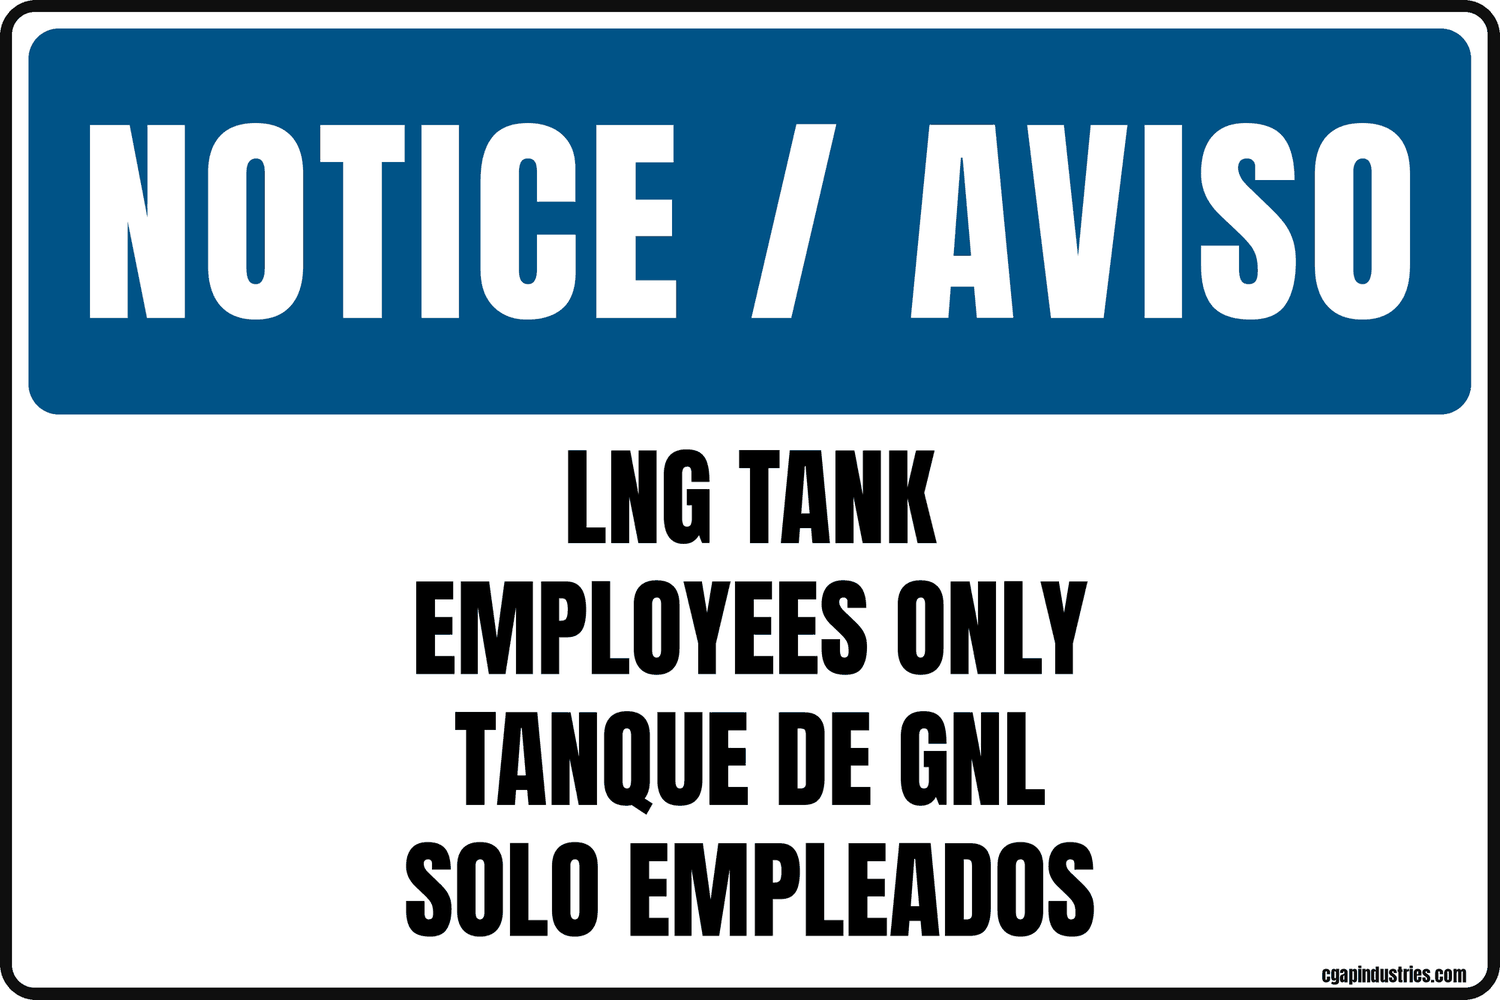 NOTICE / AVISO
LNG TANK
EMPLOYEES ONLY
TANQUE DE GNL
SOLO EMPLEADOS
cgapindustries.com